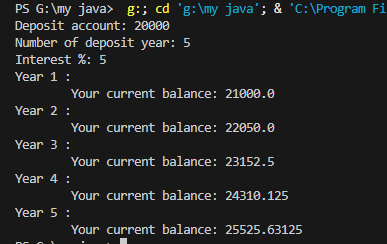 PS G:\my java>  g:; cd 'g:\my java'; & 'C:\Program Fi
Deposit account: 20000
Number of deposit year: 5
Interest %: 5
Year 1 :
        Your current balance: 21000.0
Year 2 :
        Your current balance: 22050.0
Year 3 :
        Your current balance: 23152.5
Year 4 :
        Your current balance: 24310.125
Year 5 :
        Your current balance: 25525.63125